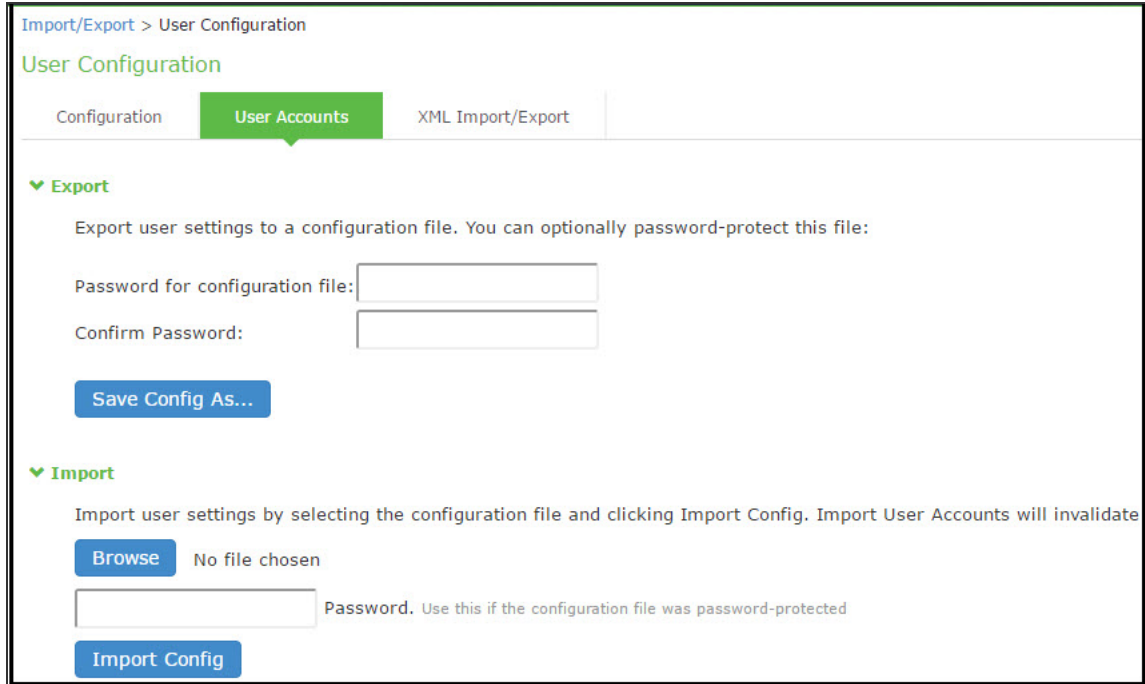 Import/Export > User Configuration
User Configuration
Configuration User Accounts XML Import/Export
Export
Export user settings to a configuration file. You can optionally password-protect this file:
Password for configuration file:
Confirm Password:
Save Config As...
Import
Import user settings by selecting the configuration file and clicking Import Config. Import User Accounts will invalidate
Browse No file chosen
Password. Use this if the configuration file was password-protected
Import Config